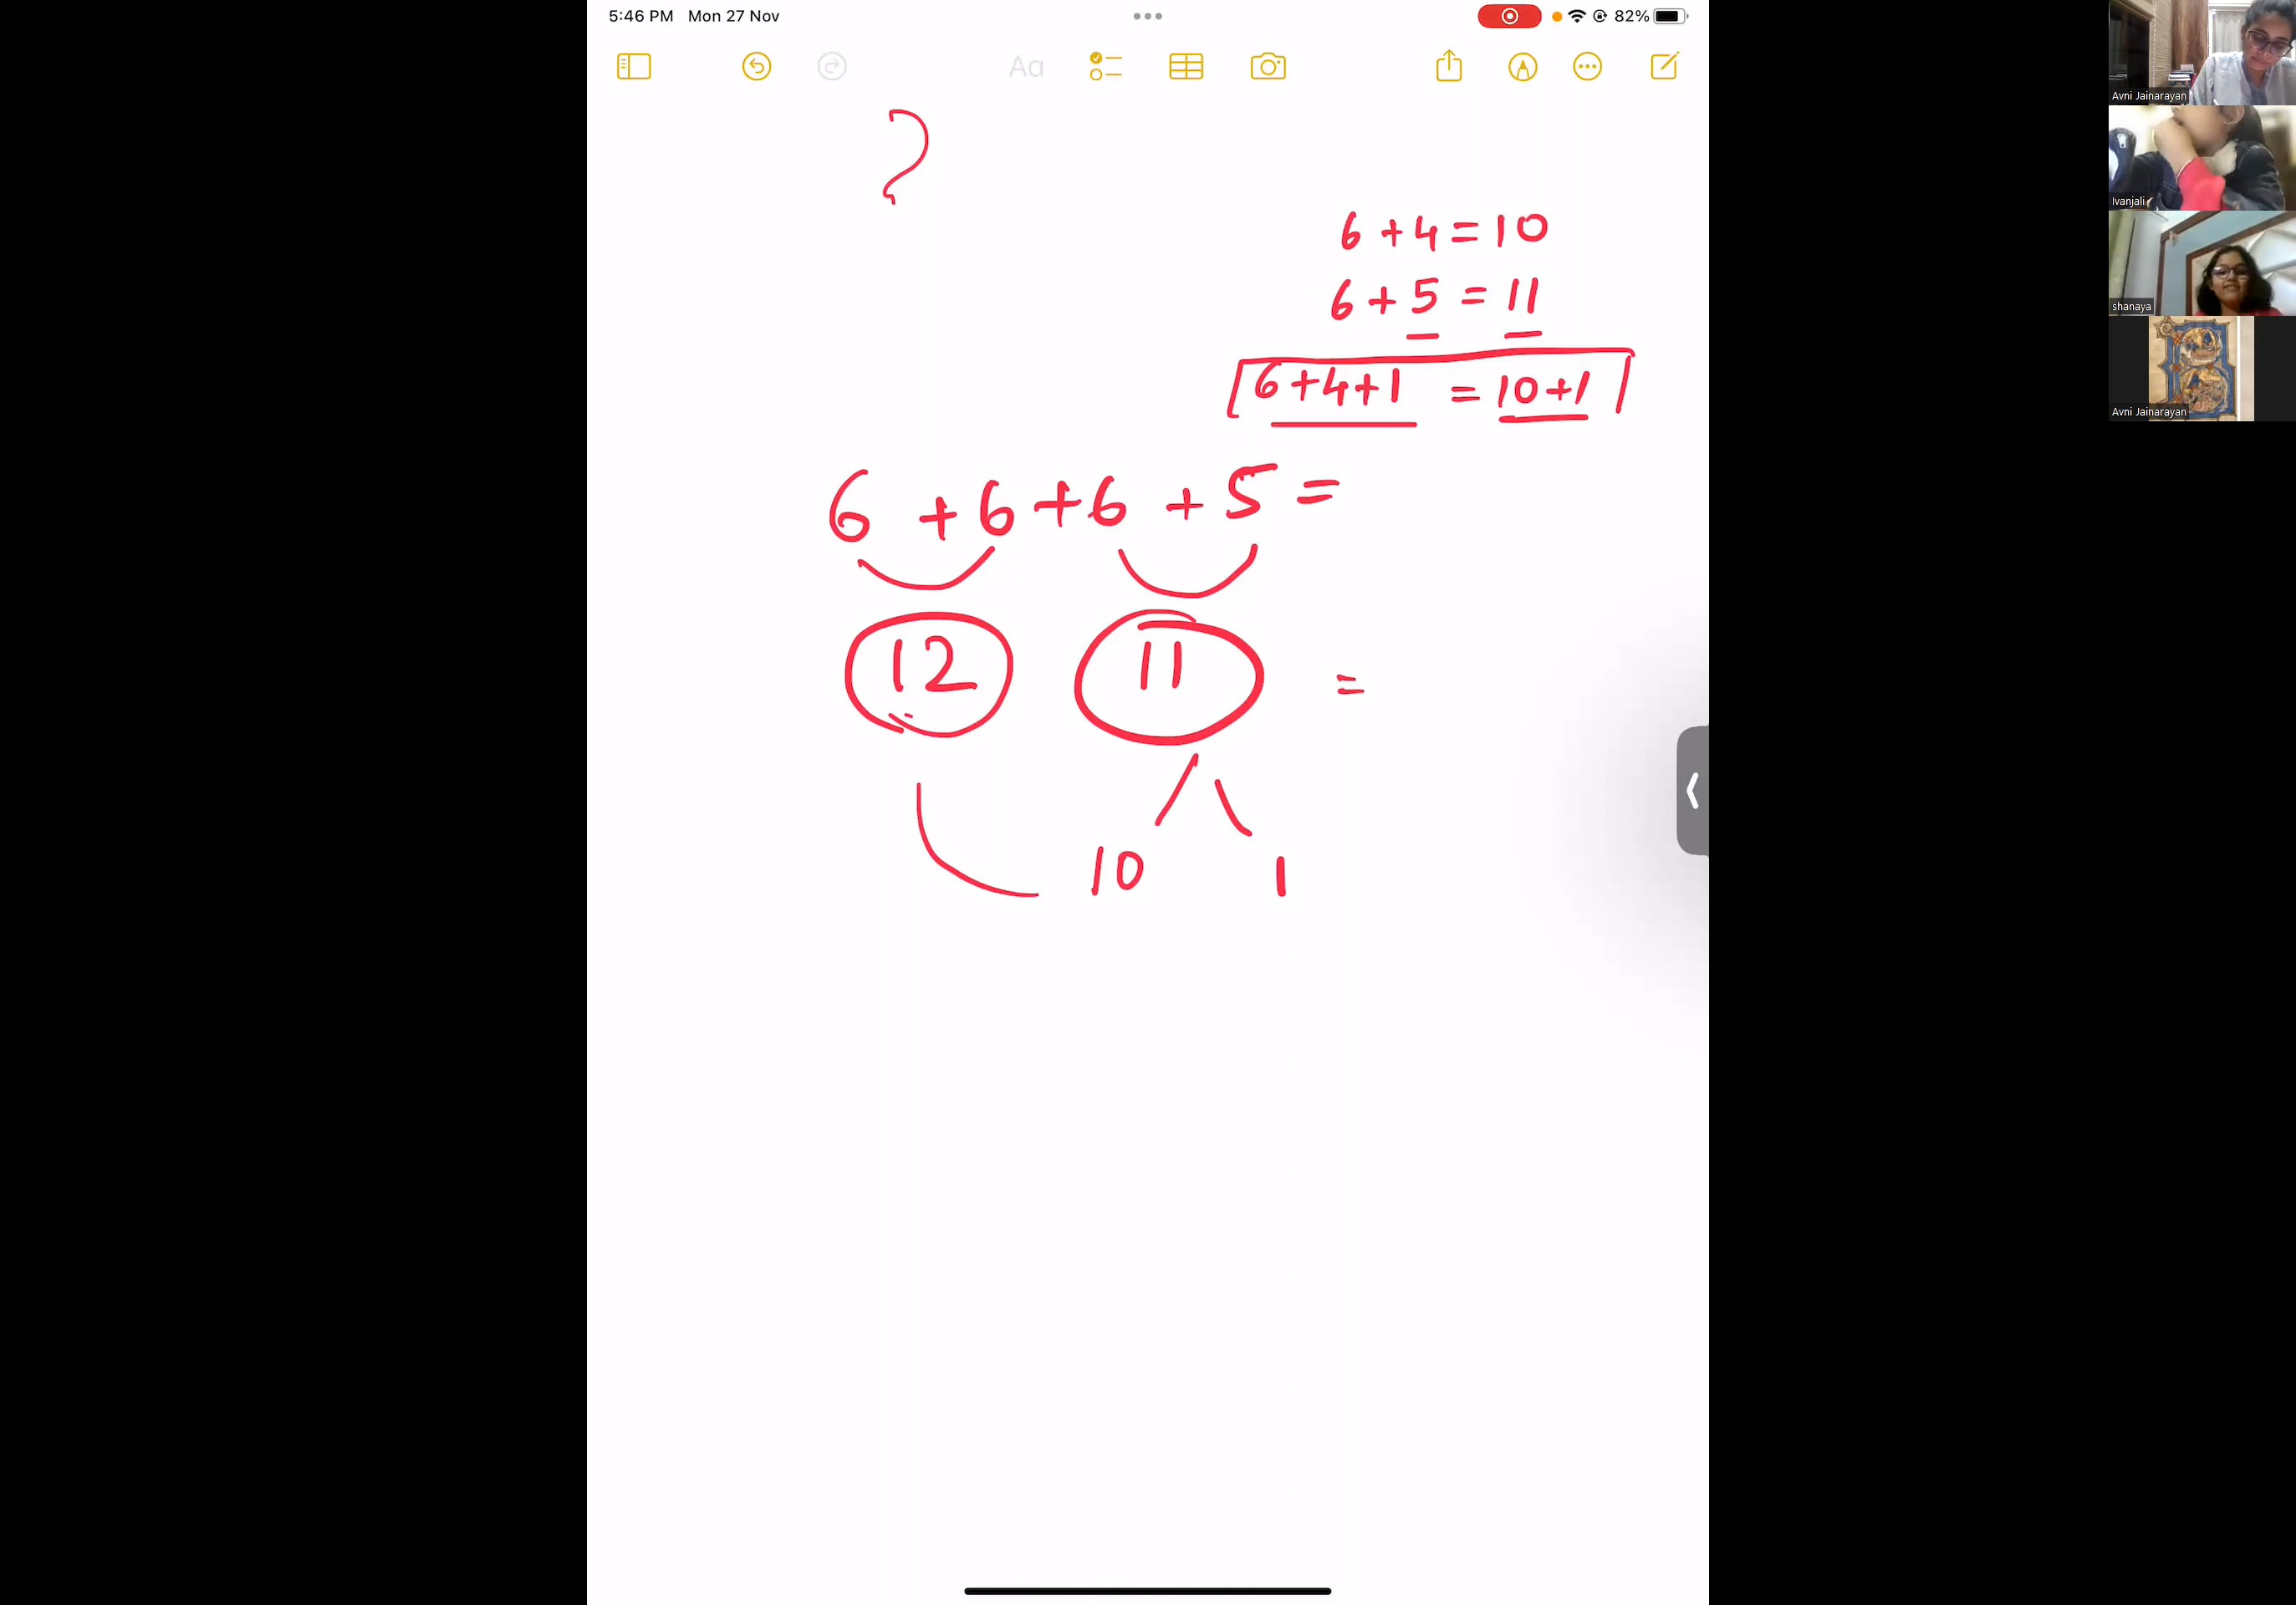 5:46 PM Mon 27 Nov
82%
Aa
?
6 + 4 = 10
6 + 5 = 11
6+4+1 = 10+1
6 + 6 + 6 + 5 =
12 11 =
10 1
Avni Jainarayan
Ivanjali
shanaya
Avni Jainarayan